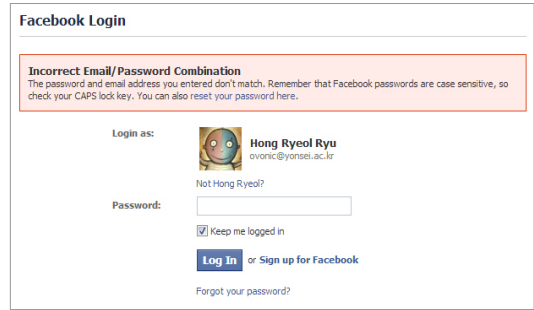 Facebook Login
Incorrect Email/Password Combination
The password and email address you entered don't match. Remember that Facebook passwords are case sensitive, so
check your CAPS lock key. You can also reset your password here.
Login as:
Hong Ryeol Ryu
ovonic@yonsei.ac.kr
Not Hong Ryeol?
Password:
Keep me logged in
Log In or Sign up for Facebook
Forgot your password?